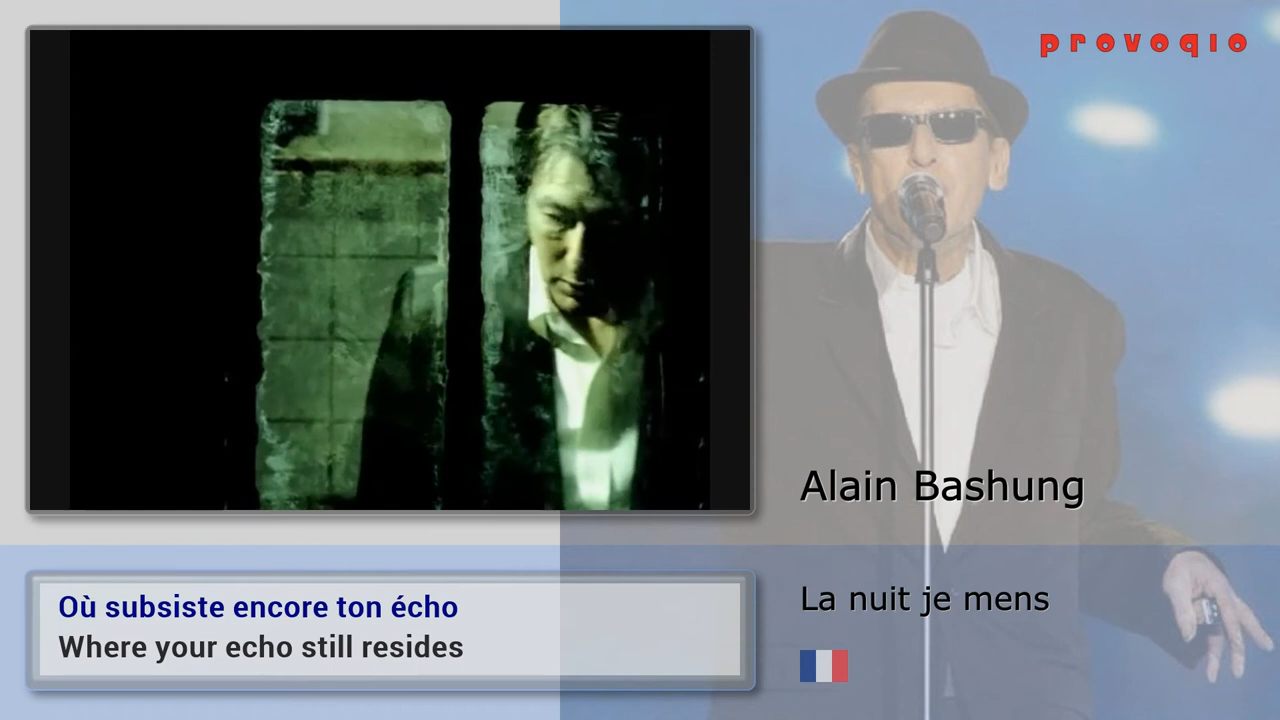 provoqio
Alain Bashung
La nuit je mens
Où subsiste encore ton écho
Where your echo still resides